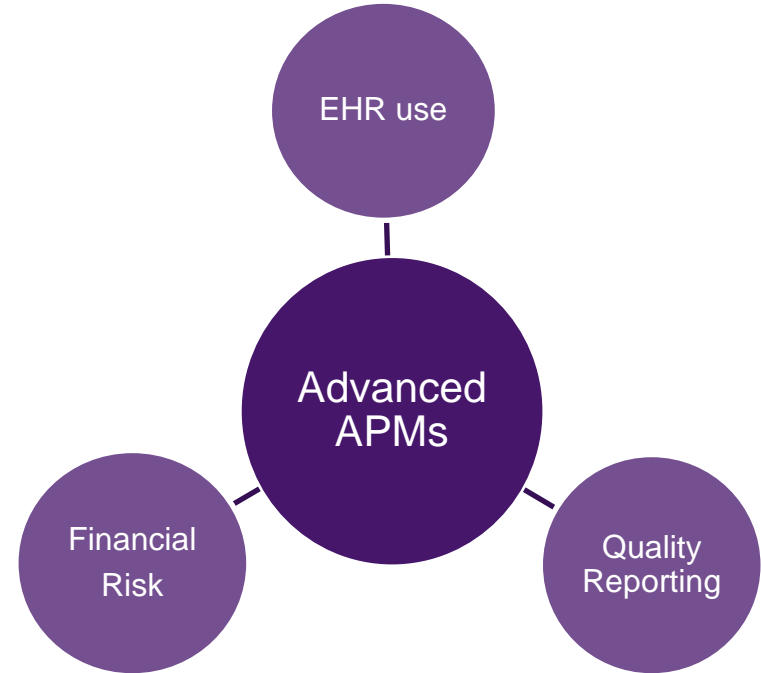 EHR use
Advanced
APMs
Financial
Risk
Quality
Reporting